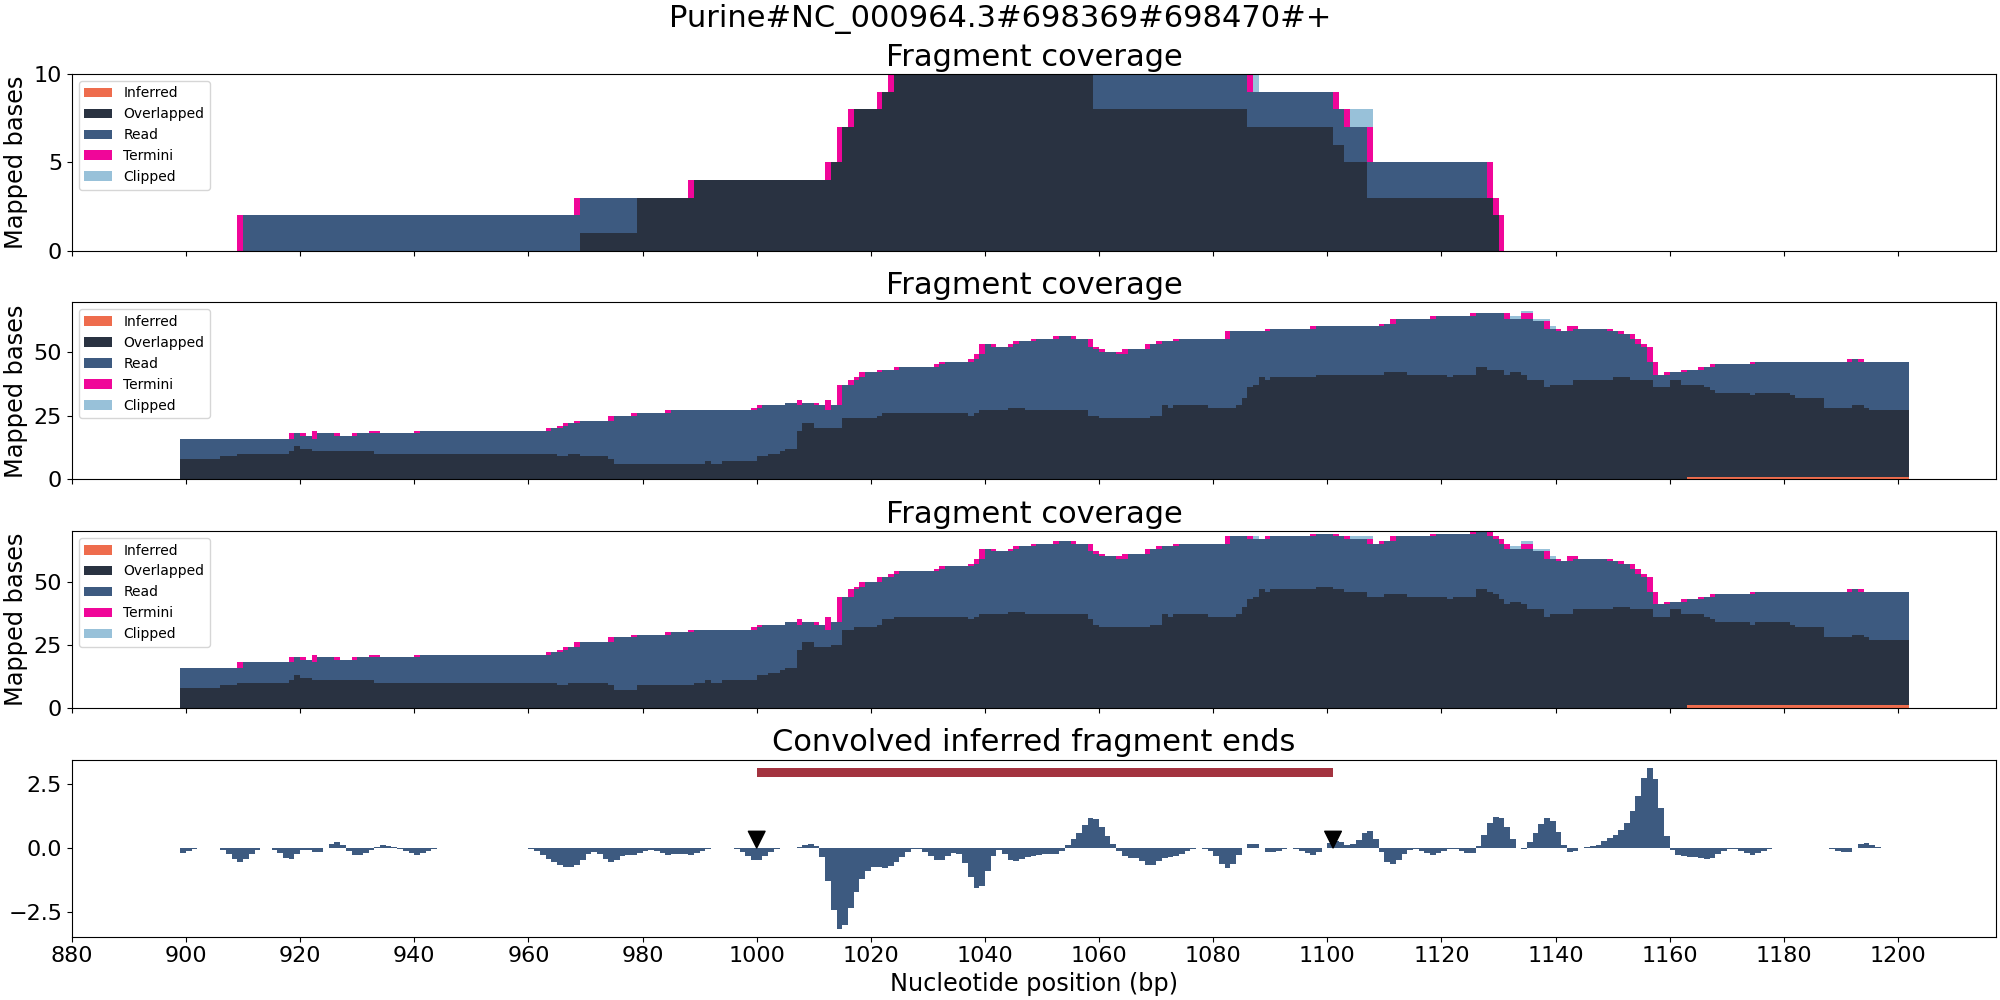 Purine#NC_000964.3#698369#698470#+
Fragment coverage
Mapped bases
10
5
0
Inferred
Overlapped
Read
Termini
Clipped
Fragment coverage
Mapped bases
50
25
0
Inferred
Overlapped
Read
Termini
Clipped
Fragment coverage
Mapped bases
50
25
0
Inferred
Overlapped
Read
Termini
Clipped
Convolved inferred fragment ends
2.5
0.0
−2.5
880 900 920 940 960 980 1000 1020 1040 1060 1080 1100 1120 1140 1160 1180 1200
Nucleotide position (bp)